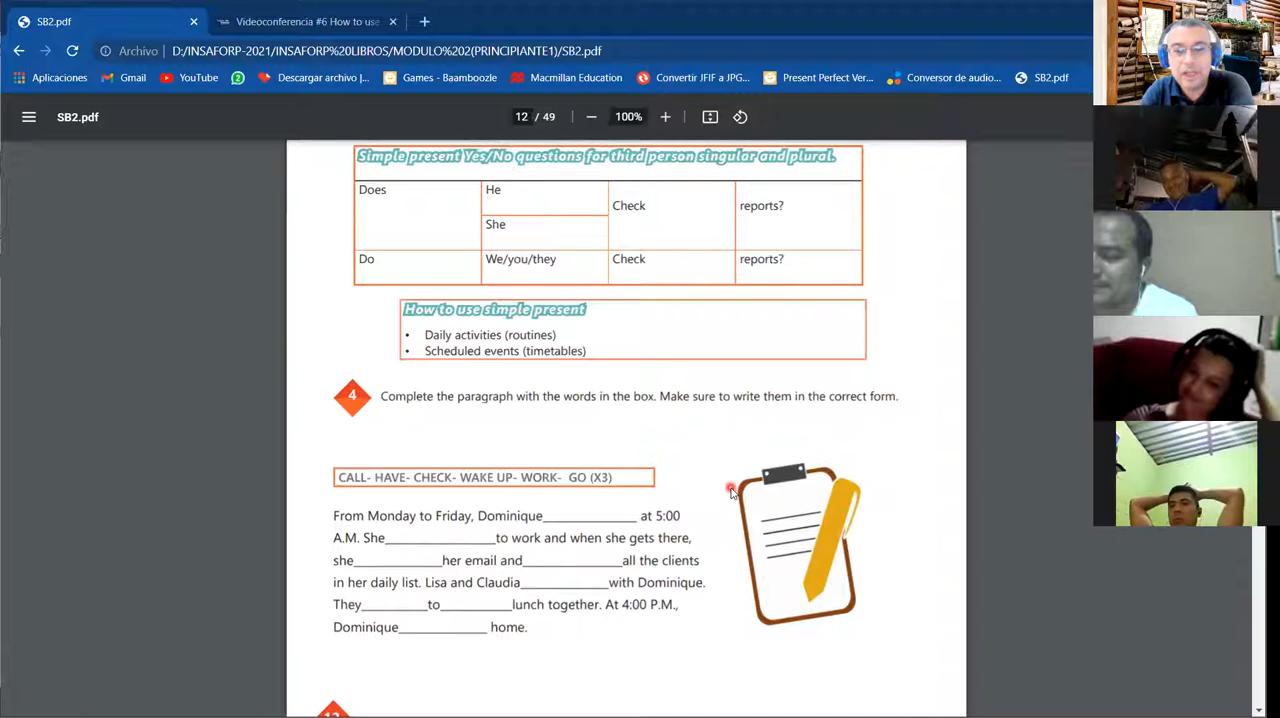 SB2.pdf
Videoconferencia #6 How to use
Archivo D:/INSAFORP-2021/INSAFORP%20LIBROS/MODULO%202(PRINCIPIANTE1)/SB2.pdf
Aplicaciones Gmail YouTube 2 Descargar archivo |... Games - Baamboozle Macmillan Education Convertir JFIF a JPG... Present Perfect Ver... Conversor de audio... SB2.pdf
SB2.pdf 12 / 49 100%
Simple present Yes/No questions for third person singular and plural.
Does He Check reports?
She
Do We/you/they Check reports?
How to use simple present
• Daily activities (routines)
• Scheduled events (timetables)
4 Complete the paragraph with the words in the box. Make sure to write them in the correct form.
CALL- HAVE- CHECK- WAKE UP- WORK- GO (X3)
From Monday to Friday, Dominique______________ at 5:00
A.M. She________________to work and when she gets there,
she_____________her email and______________all the clients
in her daily list. Lisa and Claudia_____________with Dominique.
They__________to___________lunch together. At 4:00 P.M.,
Dominique_____________ home.